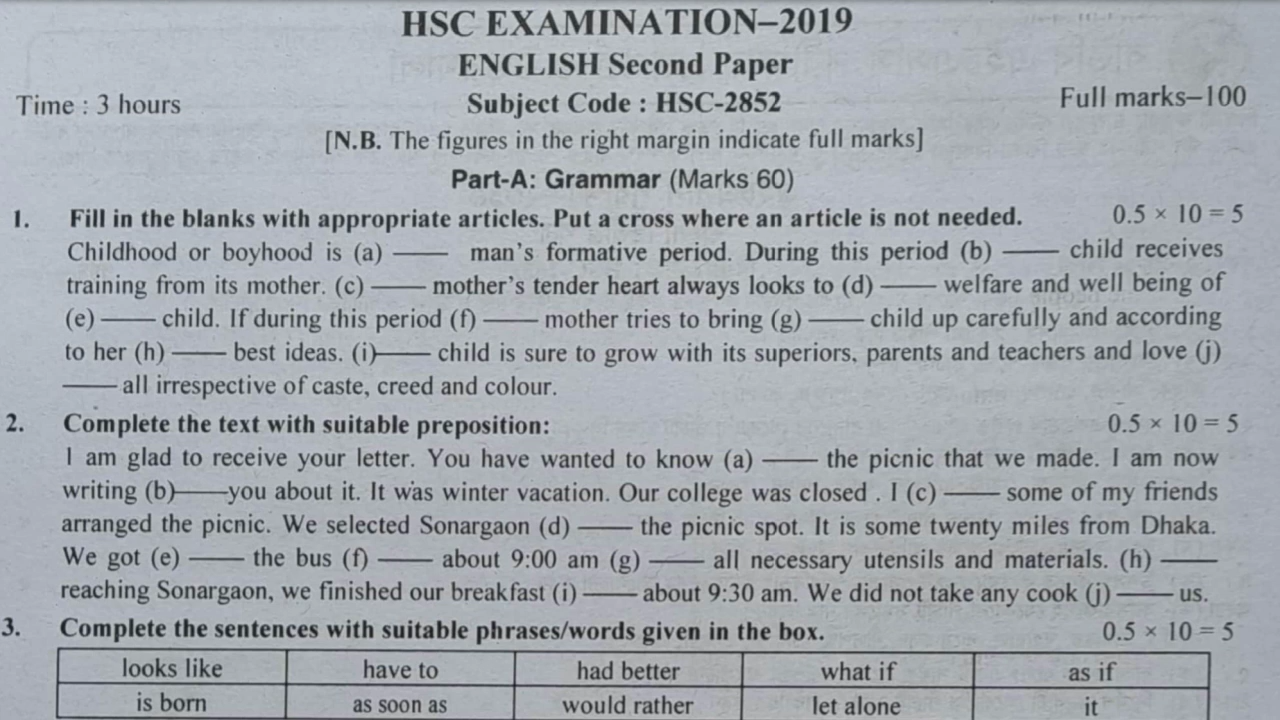 HSC EXAMINATION–2019
ENGLISH Second Paper
Time : 3 hours Subject Code : HSC-2852 Full marks–100
[N.B. The figures in the right margin indicate full marks]
Part-A: Grammar (Marks 60)
1. Fill in the blanks with appropriate articles. Put a cross where an article is not needed. 0.5 × 10 = 5
Childhood or boyhood is (a) —— man's formative period. During this period (b) —— child receives
training from its mother. (c) —— mother's tender heart always looks to (d) —— welfare and well being of
(e) —— child. If during this period (f) —— mother tries to bring (g) —— child up carefully and according
to her (h) —— best ideas. (i)—— child is sure to grow with its superiors, parents and teachers and love (j)
—— all irrespective of caste, creed and colour.
2. Complete the text with suitable preposition: 0.5 × 10 = 5
I am glad to receive your letter. You have wanted to know (a) —— the picnic that we made. I am now
writing (b)——you about it. It was winter vacation. Our college was closed . I (c) —— some of my friends
arranged the picnic. We selected Sonargaon (d) —— the picnic spot. It is some twenty miles from Dhaka.
We got (e) —— the bus (f) —— about 9:00 am (g) —— all necessary utensils and materials. (h) ——
reaching Sonargaon, we finished our breakfast (i) —— about 9:30 am. We did not take any cook (j) —— us.
3. Complete the sentences with suitable phrases/words given in the box. 0.5 × 10 = 5
looks like have to had better what if as if
is born as soon as would rather let alone it